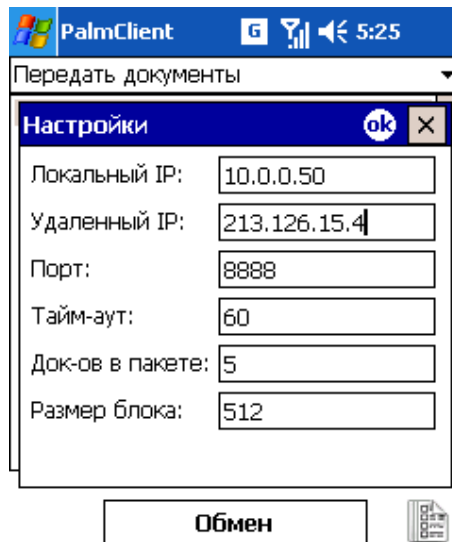 PalmClient G 5:25
Передать документы
Настройки ok
Локальный IP: 10.0.0.50
Удаленный IP: 213.126.15.4
Порт: 8888
Тайм-аут: 60
Док-ов в пакете: 5
Размер блока: 512
Обмен